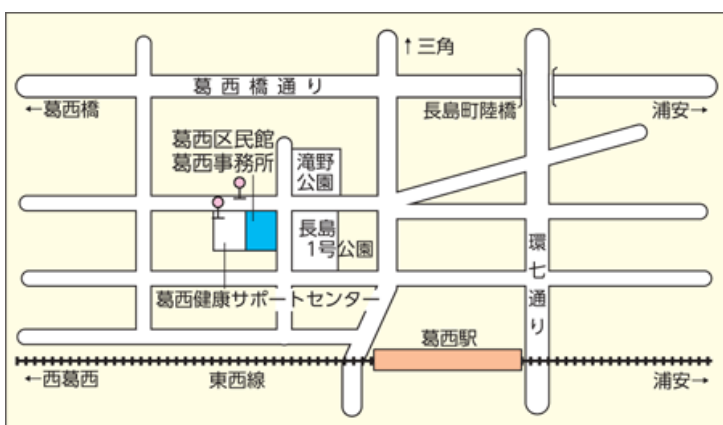 ↑三角
葛西橋通り
←葛西橋
長島町陸橋
浦安→
葛西区民館
葛西事務所
滝野
公園
長島
1号公園
環七通り
葛西健康サポートセンター
葛西駅
←西葛西
東西線
浦安→